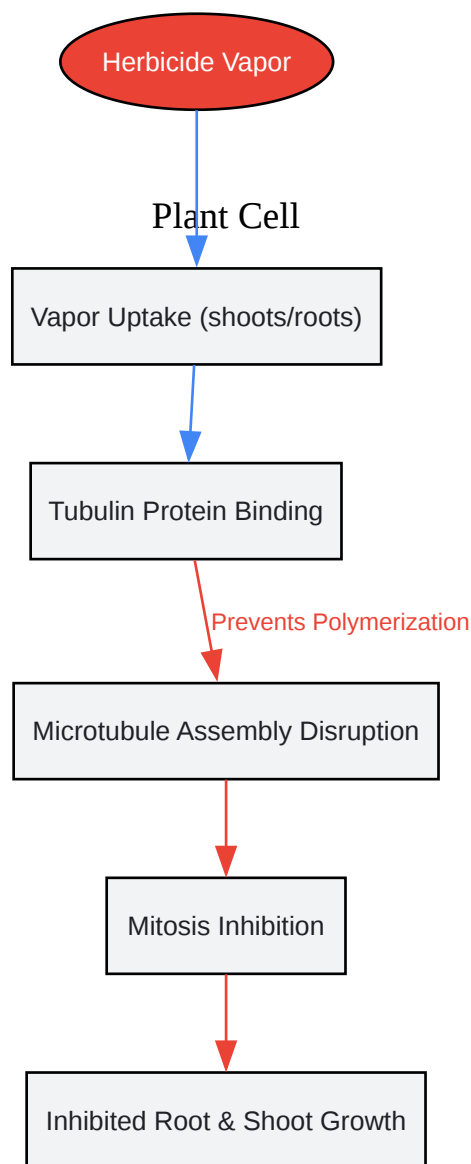 Herbicide Vapor
Plant Cell
Vapor Uptake (shoots/roots)
Tubulin Protein Binding
Prevents Polymerization
Microtubule Assembly Disruption
Mitosis Inhibition
Inhibited Root & Shoot Growth